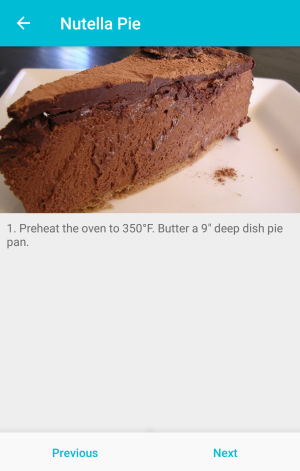 Nutella Pie
1. Preheat the oven to 350°F. Butter a 9" deep dish pie
pan.
Previous
Next